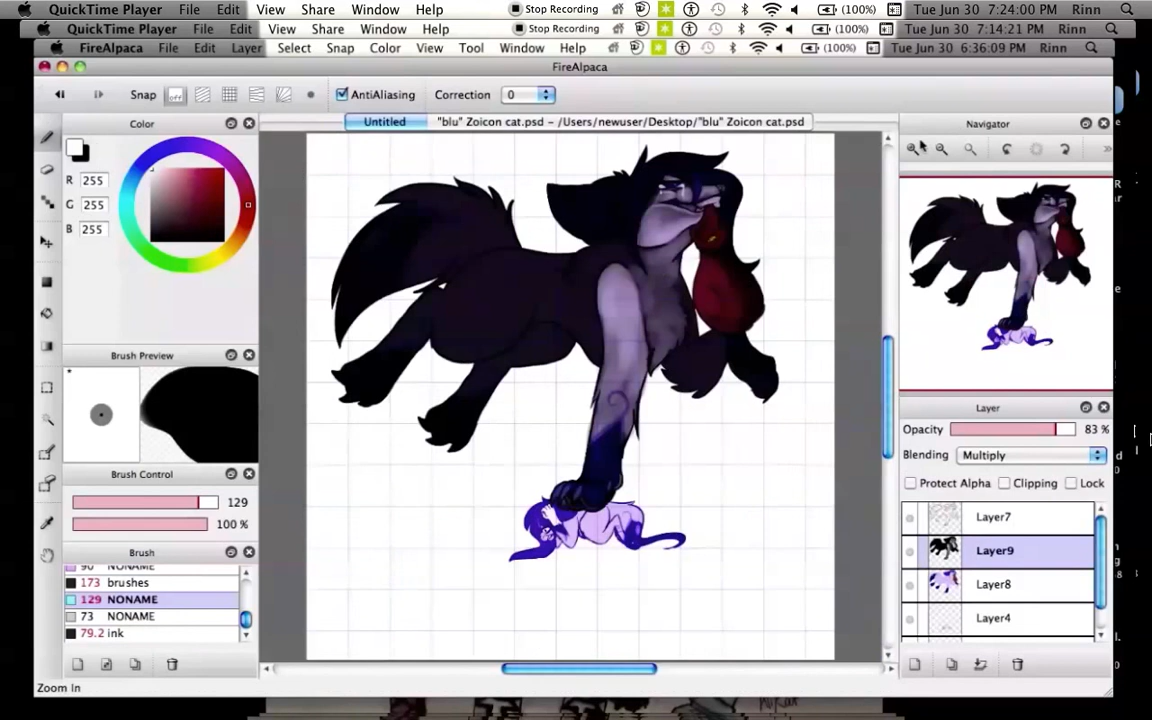 QuickTime Player File Edit View Share Window Help Stop Recording (100%) Tue Jun 30 7:24:00 PM Rinn
QuickTime Player File Edit View Share Window Help Stop Recording (100%) Tue Jun 30 7:14:21 PM Rinn
FireAlpaca File Edit Layer Select Snap Color View Tool Window Help (100%) Tue Jun 30 6:36:09 PM Rinn
FireAlpaca
Snap off AntiAliasing Correction 0
Color
Untitled
"blu" Zoicon cat.psd – /Users/newuser/Desktop/"blu" Zoicon cat.psd
Navigator
R 255
G 255
B 255
Brush Preview
Brush Control
129
100 %
Brush
90 NONAME
173 brushes
129 NONAME
73 NONAME
79.2 ink
Layer
Opacity 83 %
Blending Multiply
Protect Alpha Clipping Lock
Layer7
Layer9
Layer8
Layer4
Zoom In